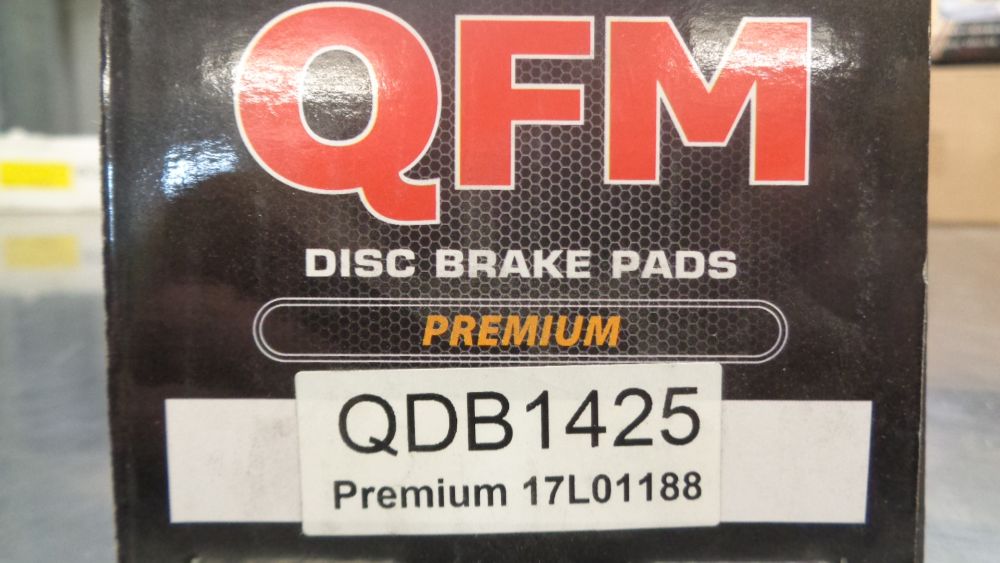 QFM
DISC BRAKE PADS
PREMIUM
QDB1425
Premium 17L01188